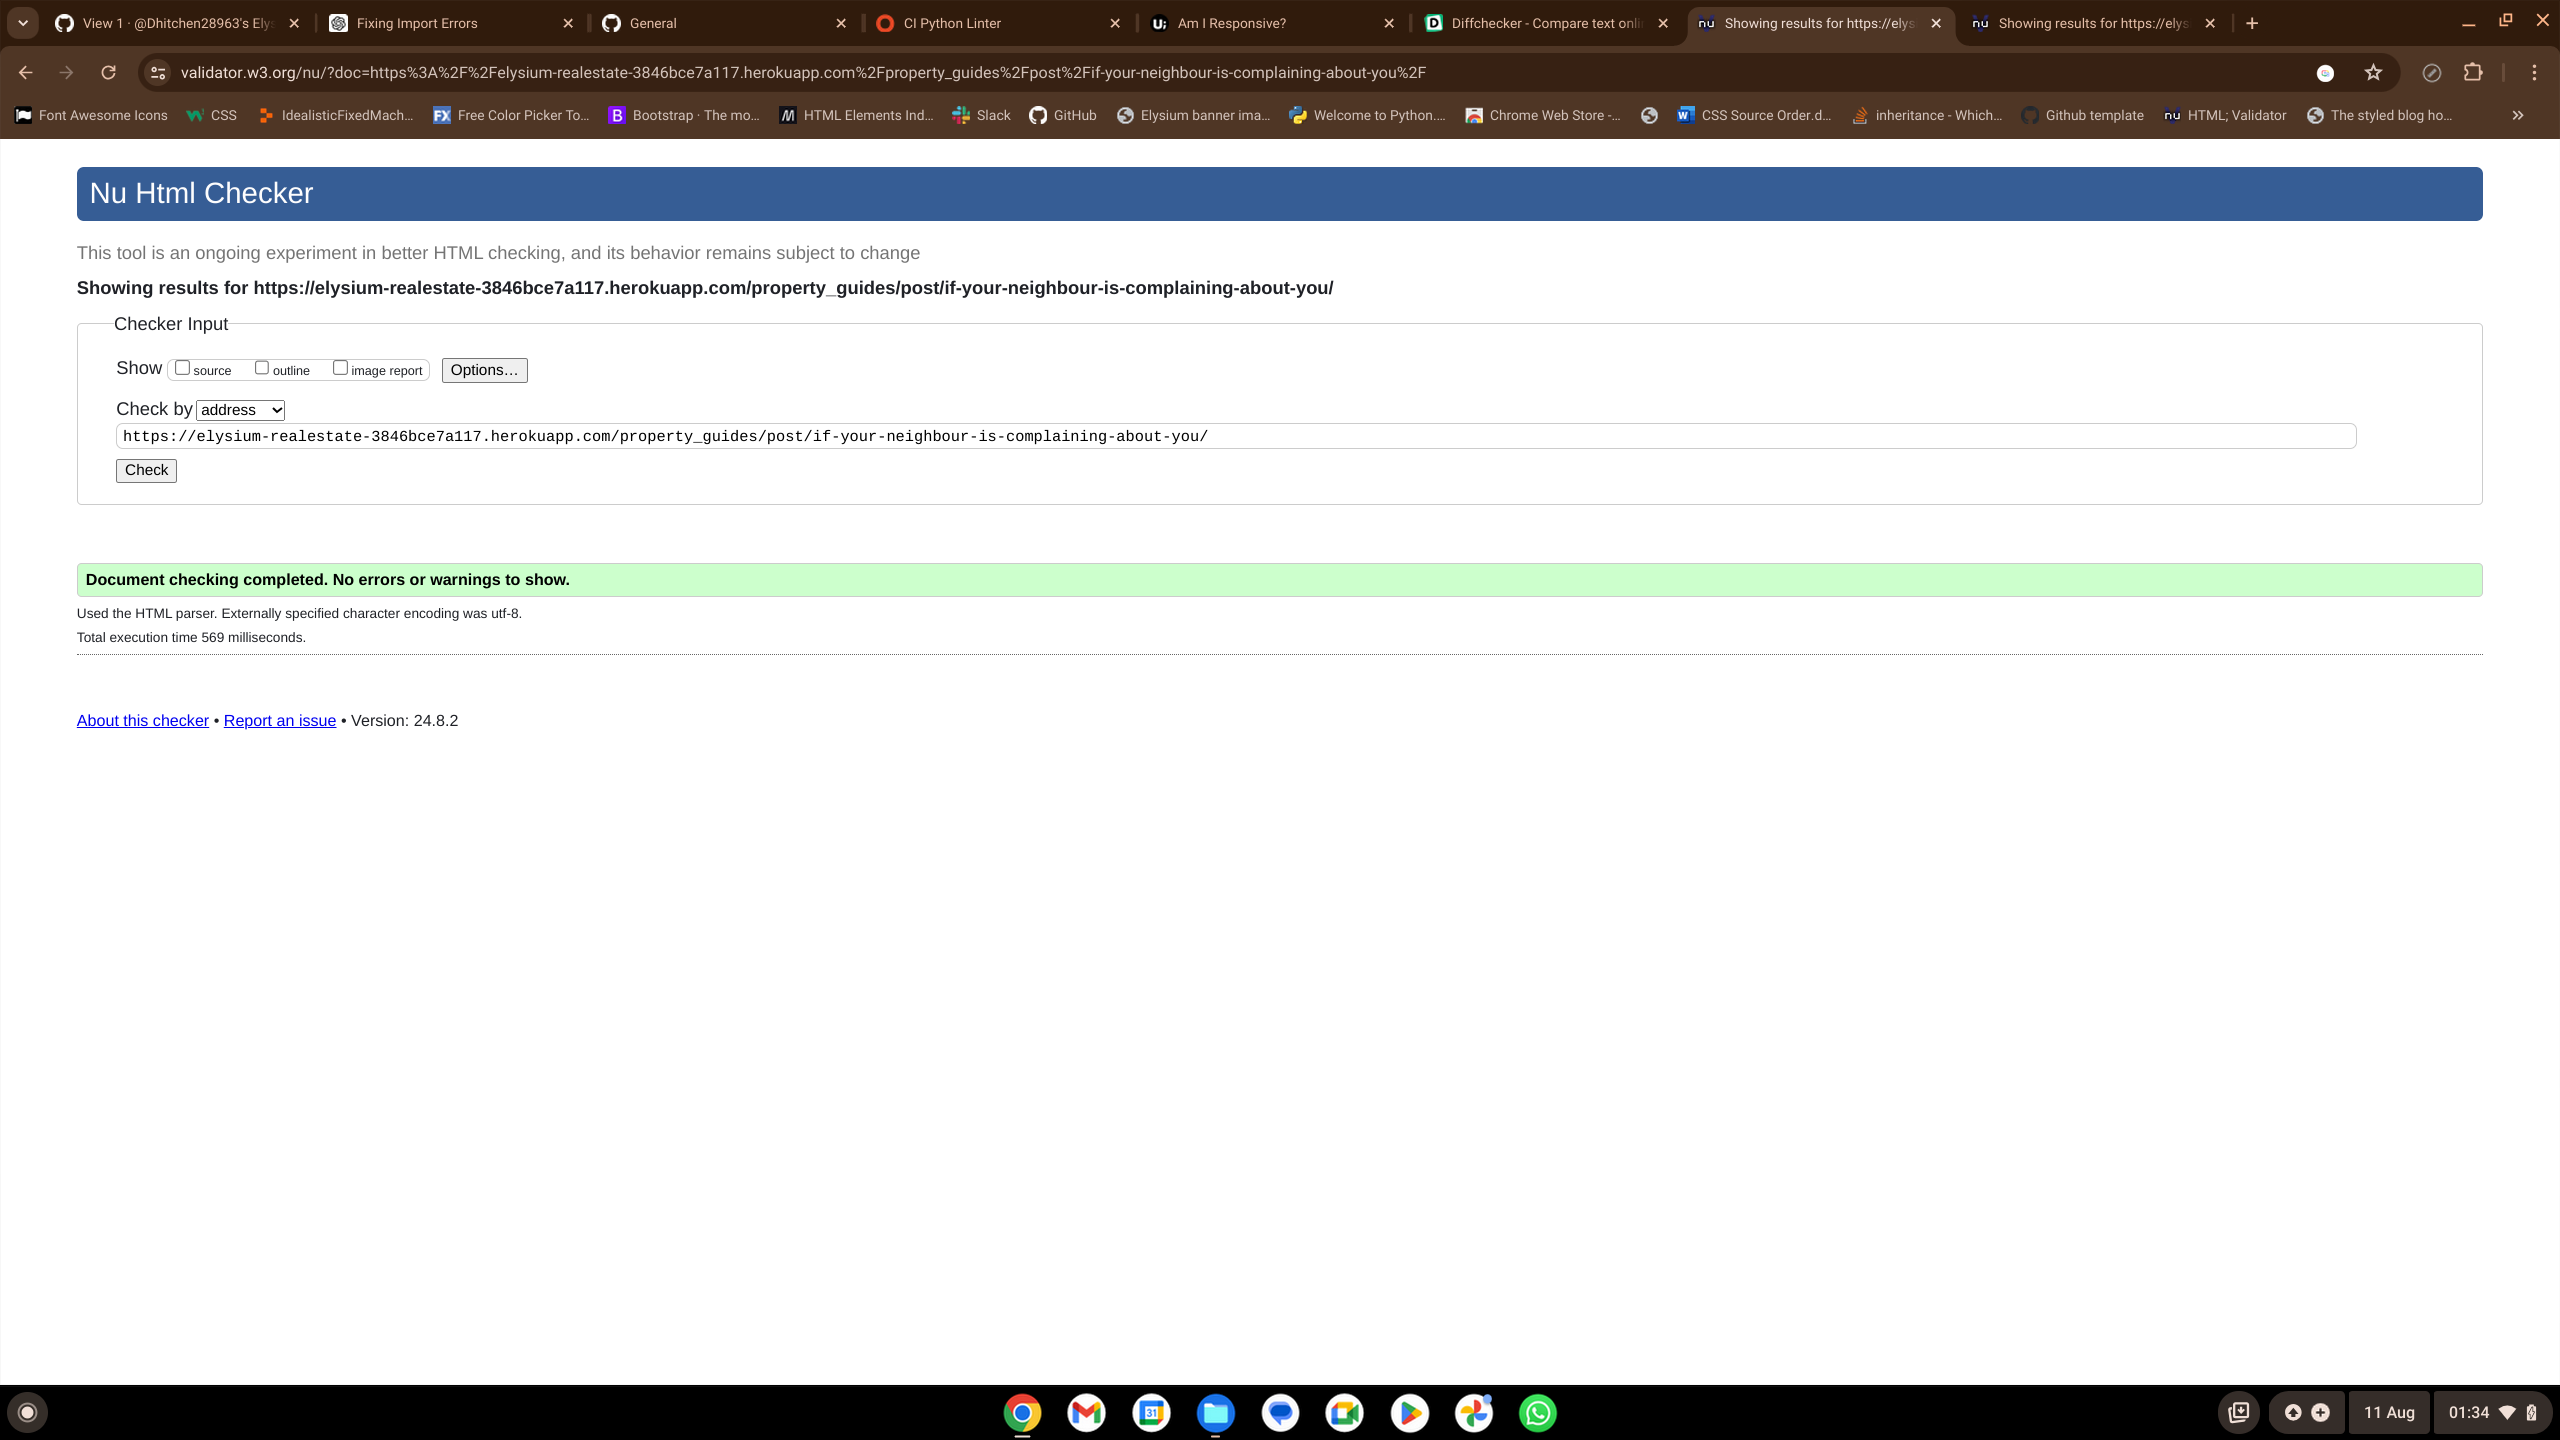 View 1 · @Dhitchen28963's Elys
Fixing Import Errors
General
CI Python Linter
Am I Responsive?
Diffchecker - Compare text onli
Showing results for https://elys
Showing results for https://elys
validator.w3.org/nu/?doc=https%3A%2F%2Felysium-realestate-3846bce7a117.herokuapp.com%2Fproperty_guides%2Fpost%2Fif-your-neighbour-is-complaining-about-you%2F
Font Awesome Icons
CSS
IdealisticFixedMach...
Free Color Picker To...
Bootstrap · The mo...
HTML Elements Ind...
Slack
GitHub
Elysium banner ima...
Welcome to Python....
Chrome Web Store -...
CSS Source Order.d...
inheritance - Which...
Github template
HTML; Validator
The styled blog ho...
Nu Html Checker
This tool is an ongoing experiment in better HTML checking, and its behavior remains subject to change
Showing results for https://elysium-realestate-3846bce7a117.herokuapp.com/property_guides/post/if-your-neighbour-is-complaining-about-you/
Checker Input
Show source outline image report Options…
Check by address
https://elysium-realestate-3846bce7a117.herokuapp.com/property_guides/post/if-your-neighbour-is-complaining-about-you/
Check
Document checking completed. No errors or warnings to show.
Used the HTML parser. Externally specified character encoding was utf-8.
Total execution time 569 milliseconds.
About this checker • Report an issue • Version: 24.8.2
11 Aug
01:34